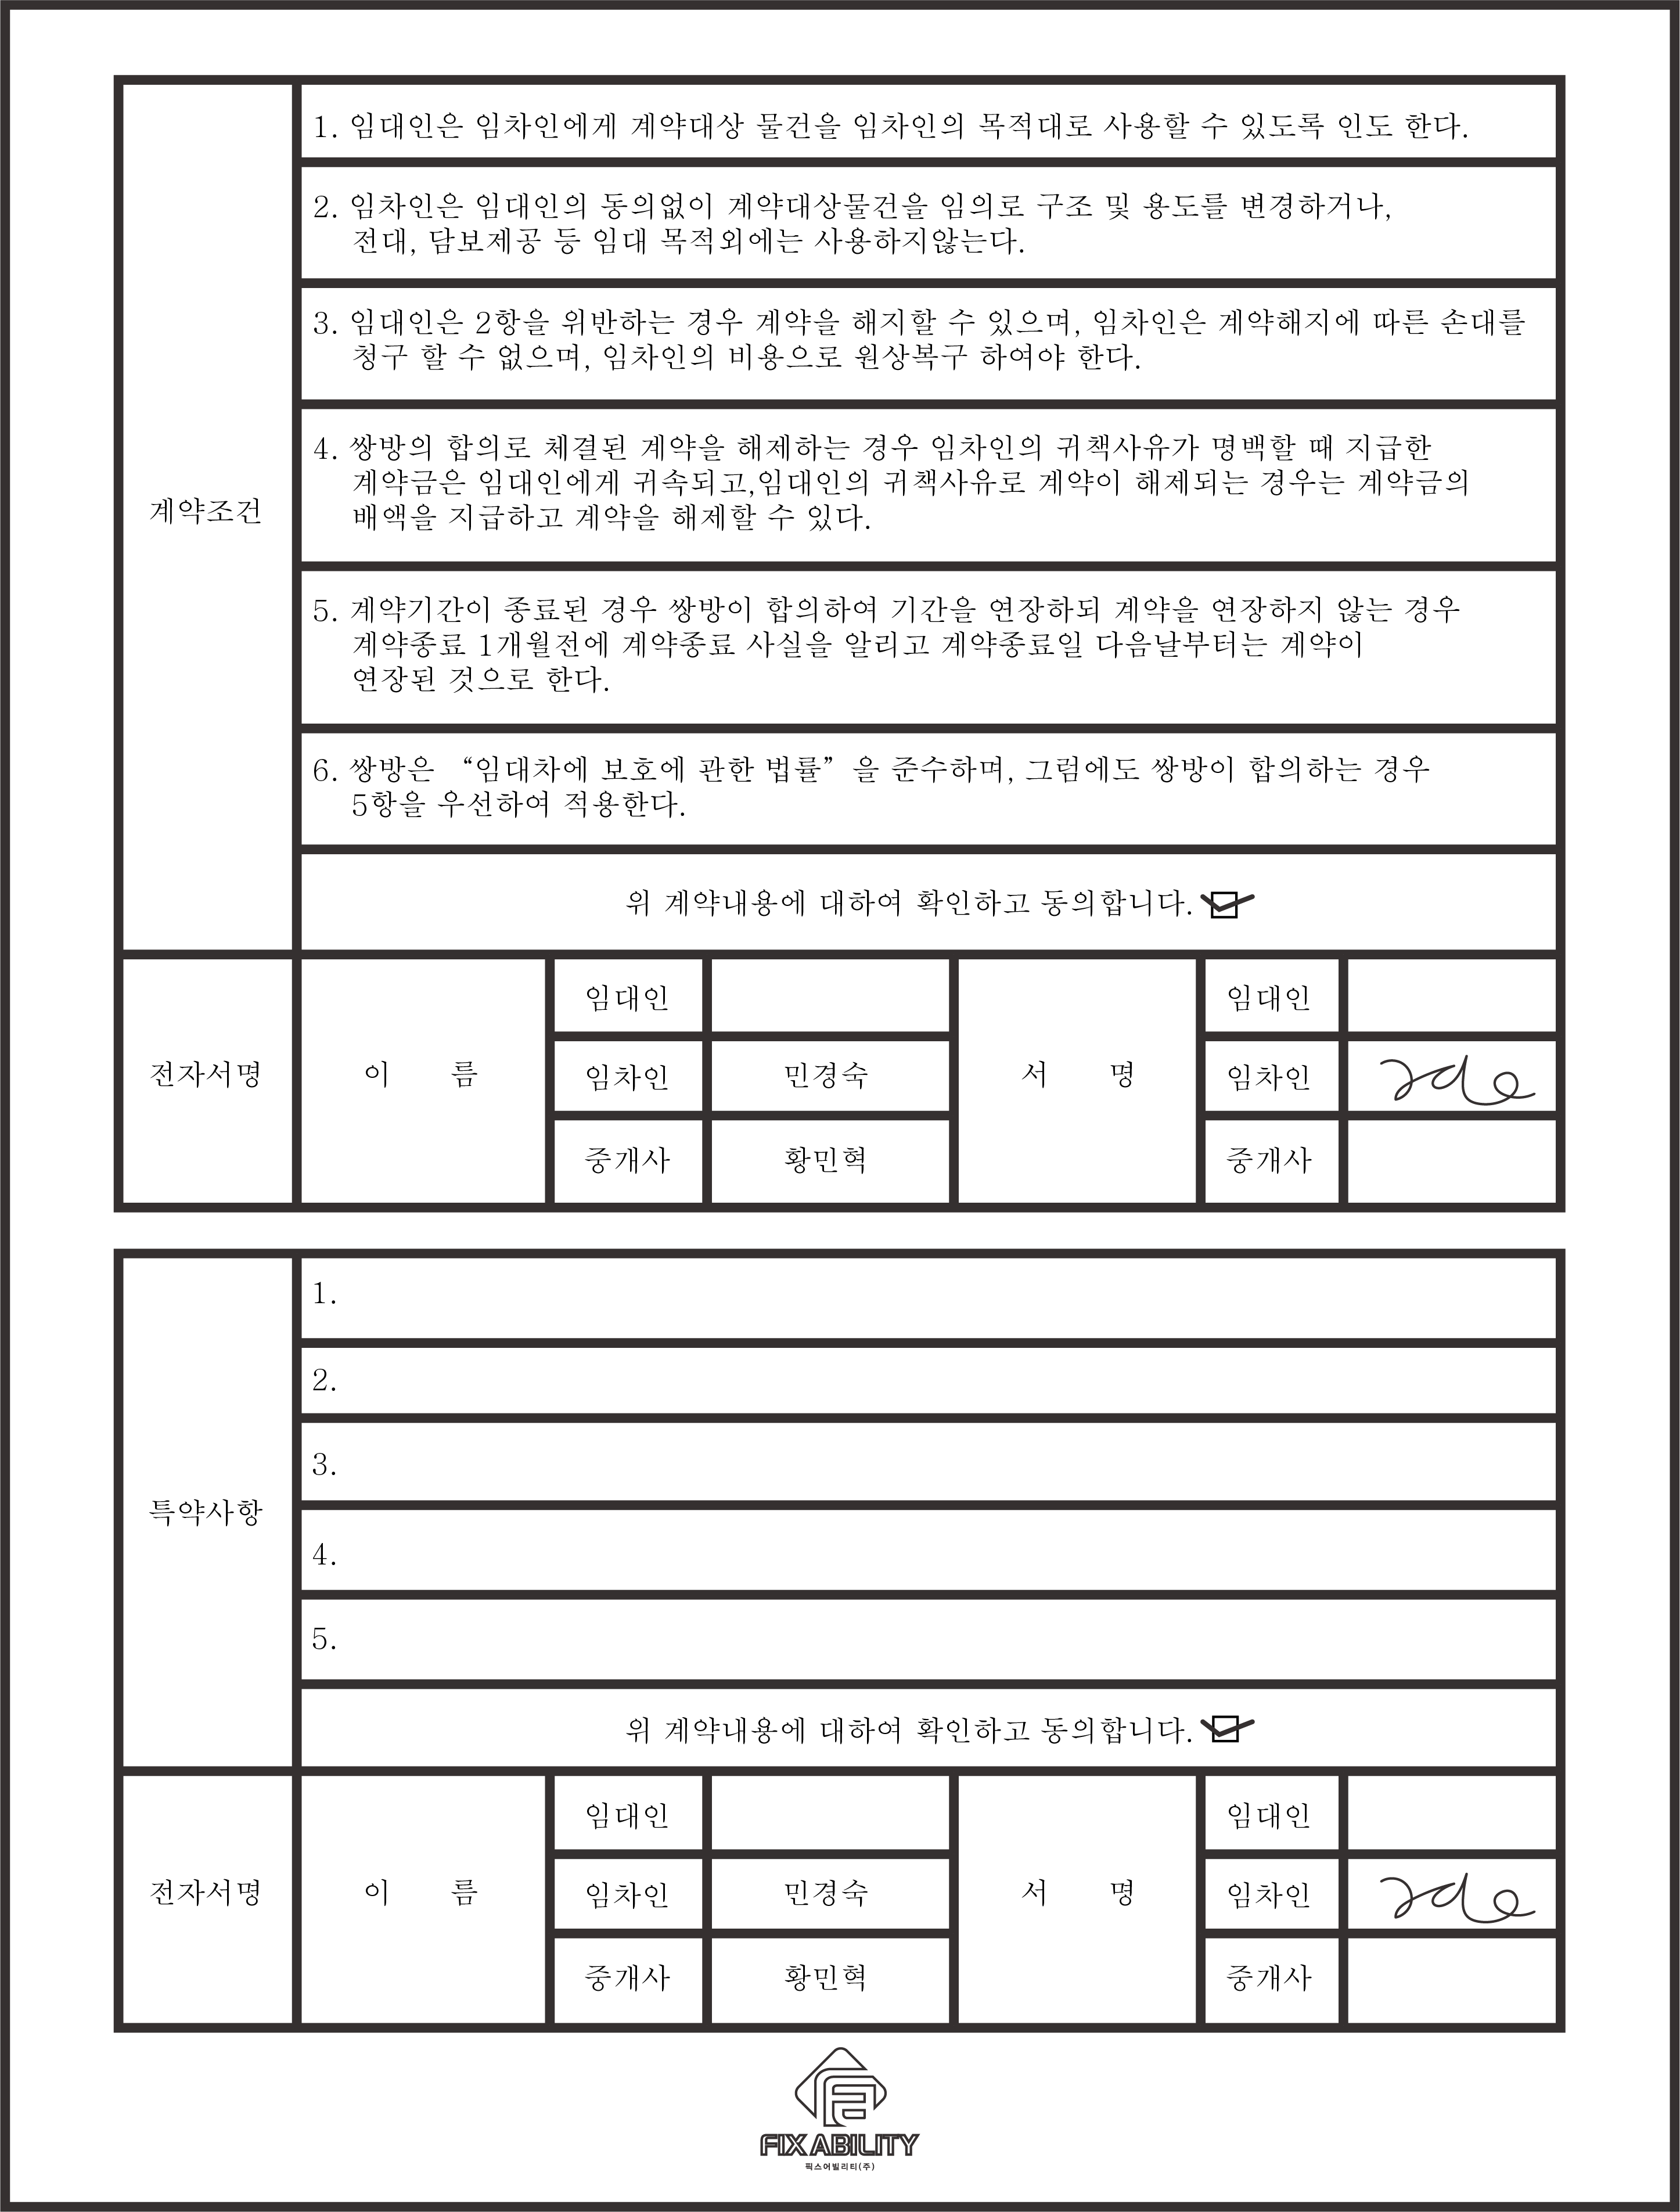 1. 임대인은 임차인에게 계약대상 물건을 임차인의 목적대로 사용할 수 있도록 인도 한다.
2. 임차인은 임대인의 동의없이 계약대상물건을 임의로 구조 및 용도를 변경하거나,
전대, 담보제공 등 임대 목적외에는 사용하지않는다.
3. 임대인은 2항을 위반하는 경우 계약을 해지할 수 있으며, 임차인은 계약해지에 따른 손대를
청구 할 수 없으며, 임차인의 비용으로 원상복구 하여야 한다.
계약조건
4. 쌍방의 합의로 체결된 계약을 해제하는 경우 임차인의 귀책사유가 명백할 때 지급한
계약금은 임대인에게 귀속되고,임대인의 귀책사유로 계약이 해제되는 경우는 계약금의
배액을 지급하고 계약을 해제할 수 있다.
5. 계약기간이 종료된 경우 쌍방이 합의하여 기간을 연장하되 계약을 연장하지 않는 경우
계약종료 1개월전에 계약종료 사실을 알리고 계약종료일 다음날부터는 계약이
연장된 것으로 한다.
6. 쌍방은 “임대차에 보호에 관한 법률” 을 준수하며, 그럼에도 쌍방이 합의하는 경우
5항을 우선하여 적용한다.
위 계약내용에 대하여 확인하고 동의합니다.
임대인 임대인
전자서명 이 름 임차인 민경숙 서 명 임차인
중개사 황민혁 중개사
1.
2.
3.
특약사항
4.
5.
위 계약내용에 대하여 확인하고 동의합니다.
임대인 임대인
전자서명 이 름 임차인 민경숙 서 명 임차인
중개사 황민혁 중개사
FIXABILITY
픽스어빌리티(주)